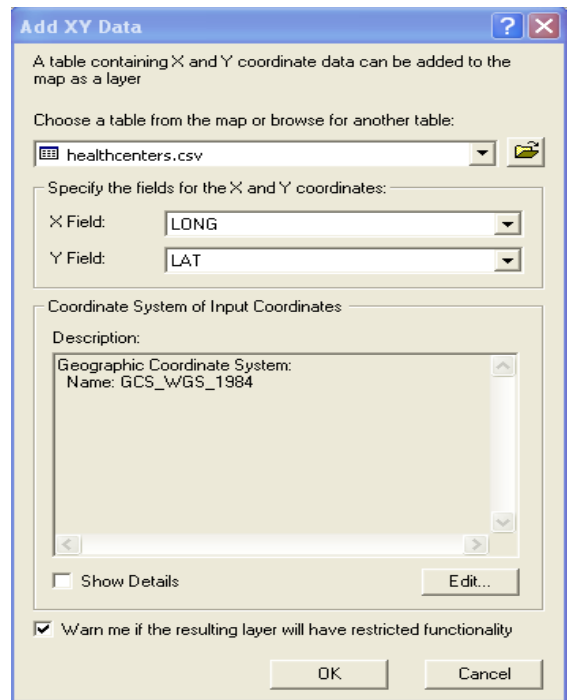 Add XY Data
A table containing X and Y coordinate data can be added to the
map as a layer
Choose a table from the map or browse for another table:
healthcenters.csv
Specify the fields for the X and Y coordinates:
X Field:
LONG
Y Field:
LAT
Coordinate System of Input Coordinates
Description:
Geographic Coordinate System:
Name: GCS_WGS_1984
Show Details
Edit...
Warn me if the resulting layer will have restricted functionality
OK
Cancel